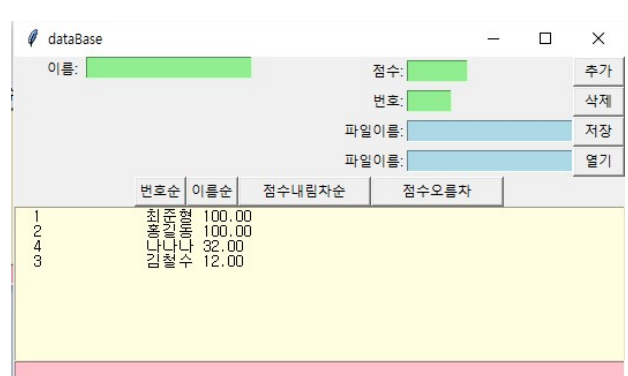 dataBase
이름: 점수: 추가
번호: 삭제
파일이름: 저장
파일이름: 열기
번호순 이름순 점수내림차순 점수오름차
1 최준형 100.00
2 홍길동 100.00
4 나나나 32.00
3 김철수 12.00